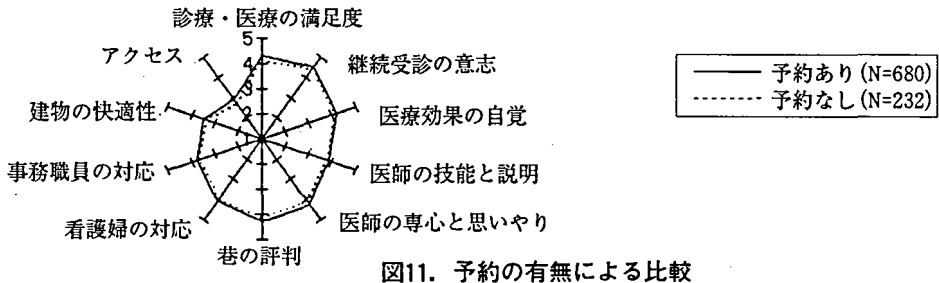 診療・医療の満足度
5
4
3
2
1
継続受診の意志
医療効果の自覚
医師の技能と説明
医師の専心と思いやり
巷の評判
看護婦の対応
事務職員の対応
建物の快適性
アクセス
予約あり(N=680)
予約なし(N=232)
図11. 予約の有無による比較